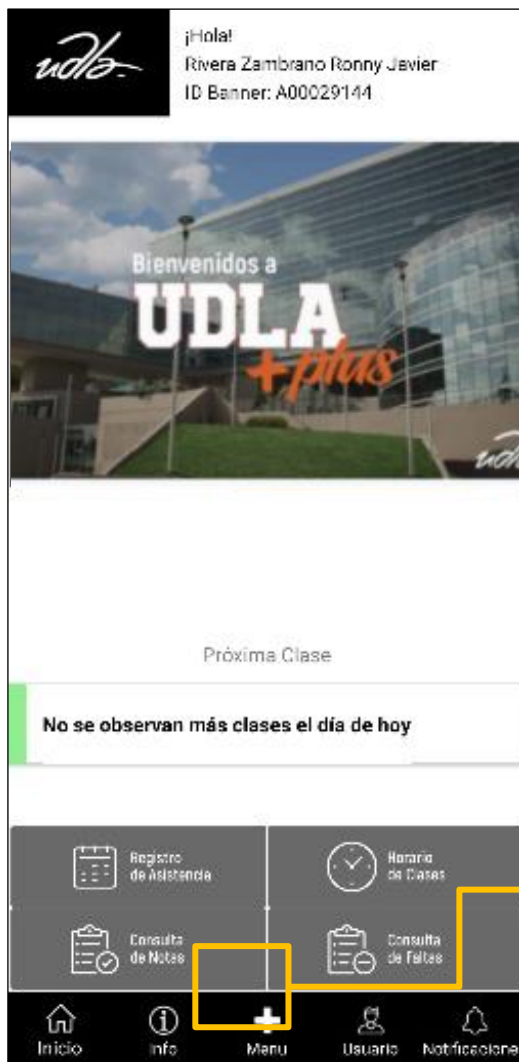 udla-
¡Hola!
Rivera Zambrano Ronny Javier
ID Banner: A00029144
Bienvenidos a
UDLA
+plus
udla
Próxima Clase
No se observan más clases el día de hoy
Registro
de Asistencia
Horario
de Clases
Consulta
de Notas
Consulta
de Faltas
Inicio
Info
Menu
Usuario
Notificacione